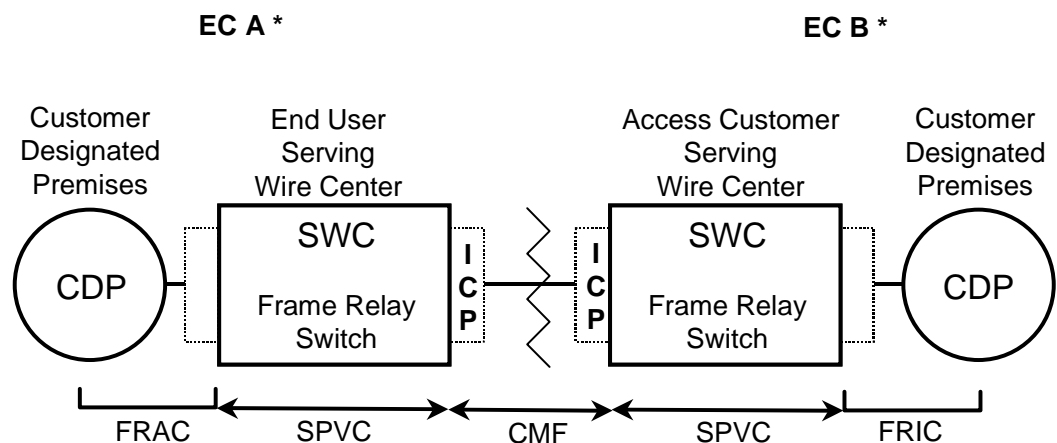 EC A *
EC B *
Customer
Designated
Premises
End User
Serving
Wire Center
Access Customer
Serving
Wire Center
Customer
Designated
Premises
CDP
SWC
Frame Relay
Switch
I
C
P
I
C
P
SWC
Frame Relay
Switch
CDP
FRAC
SPVC
CMF
SPVC
FRIC